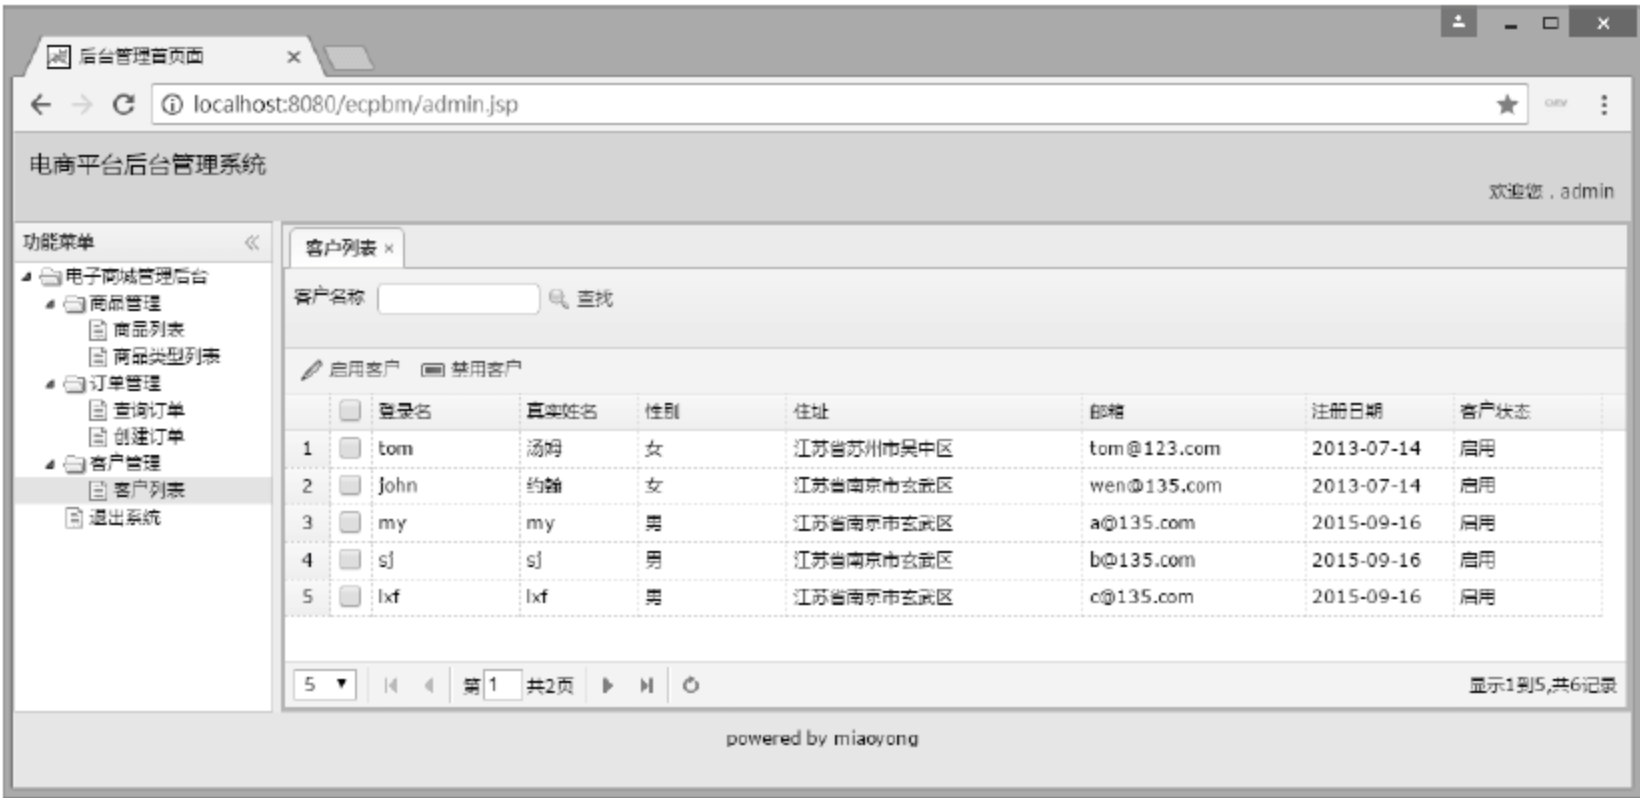 后台管理首页面
localhost:8080/ecpbm/admin.jsp
电商平台后台管理系统
欢迎您，admin
功能菜单
电子商城管理后台
商品管理
商品列表
商品类型列表
订单管理
查询订单
创建订单
客户管理
客户列表
退出系统
客户列表
客户名称 查找
启用客户 禁用客户
登录名 真实姓名 性别 住址 邮箱 注册日期 客户状态
1 tom 汤姆 女 江苏省苏州市吴中区 tom@123.com 2013-07-14 启用
2 john 约翰 女 江苏省南京市玄武区 wen@135.com 2013-07-14 启用
3 my my 男 江苏省南京市玄武区 a@135.com 2015-09-16 启用
4 sj sj 男 江苏省南京市玄武区 b@135.com 2015-09-16 启用
5 lxf lxf 男 江苏省南京市玄武区 c@135.com 2015-09-16 启用
5 第 1 共2页 显示1到5,共6记录
powered by miaoyong